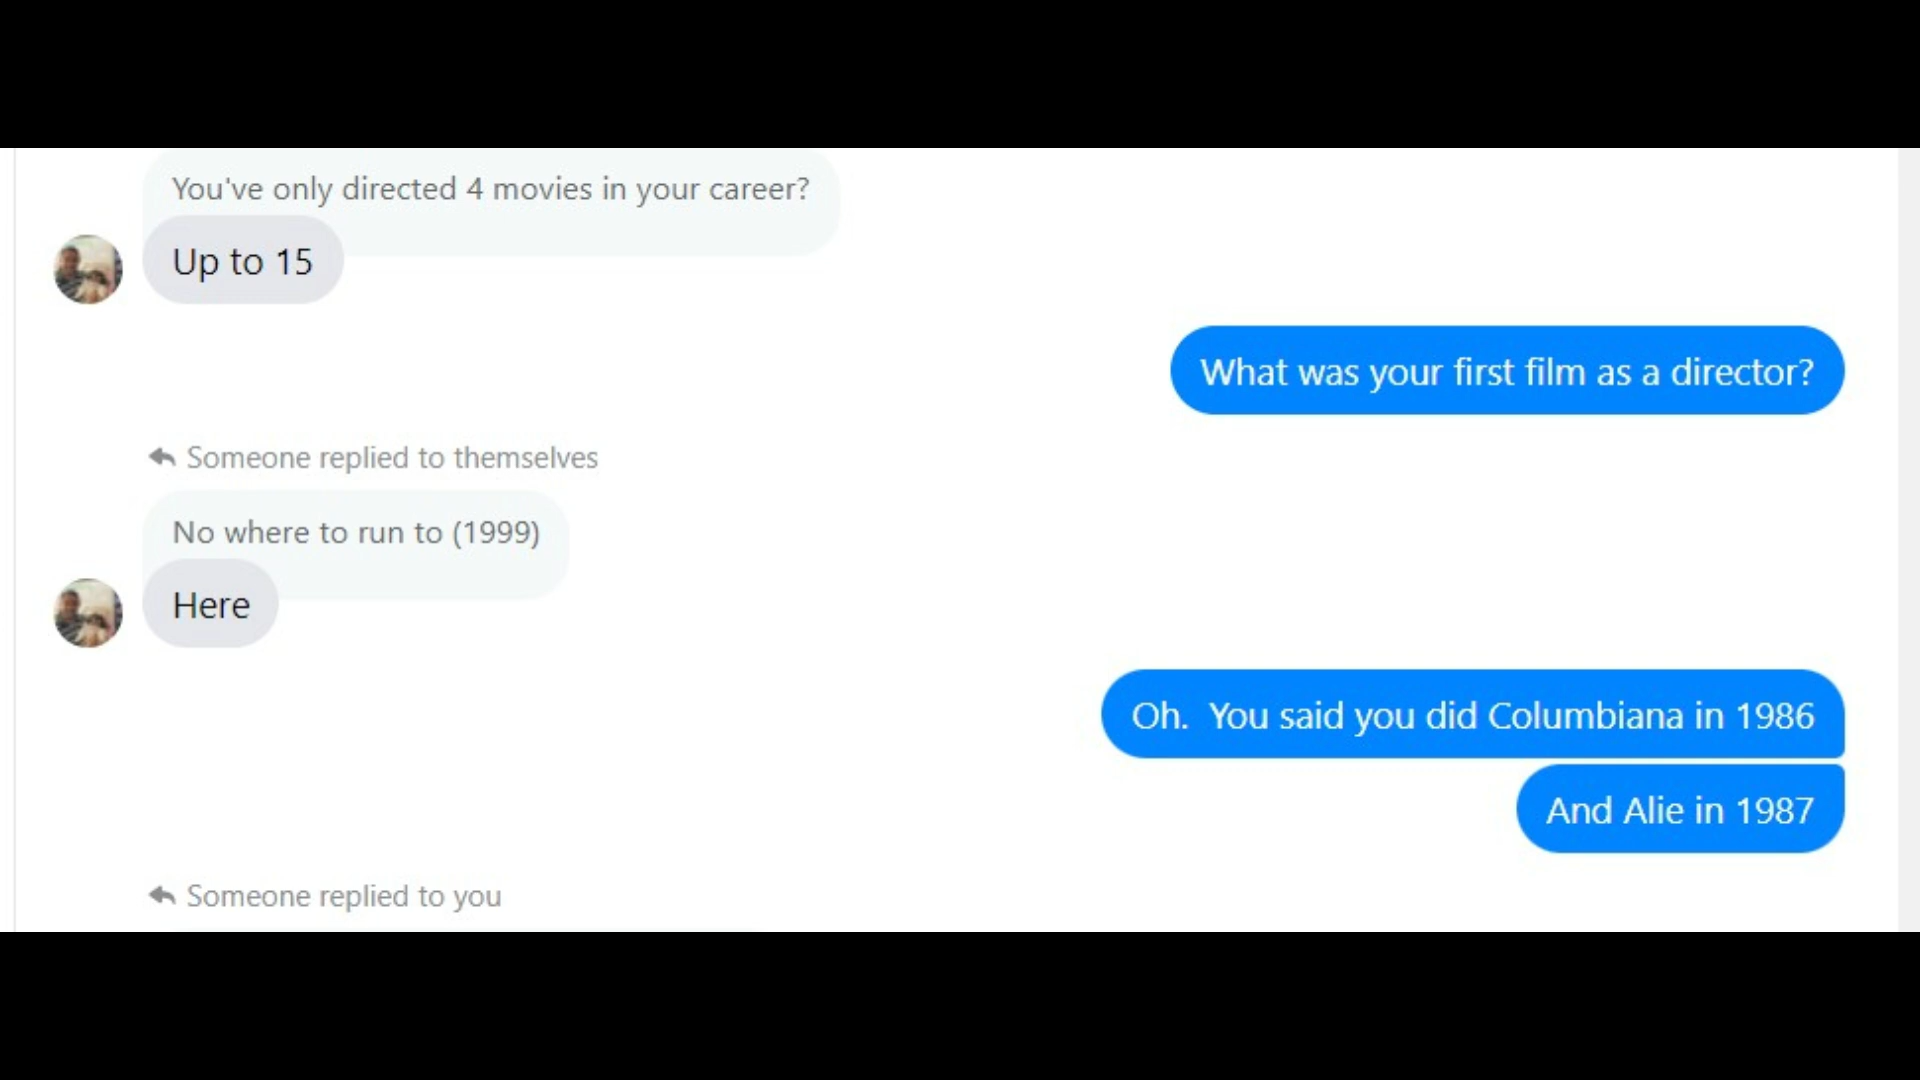 You've only directed 4 movies in your career?
Up to 15
What was your first film as a director?
Someone replied to themselves
No where to run to (1999)
Here
Oh.  You said you did Columbiana in 1986
And Alie in 1987
Someone replied to you